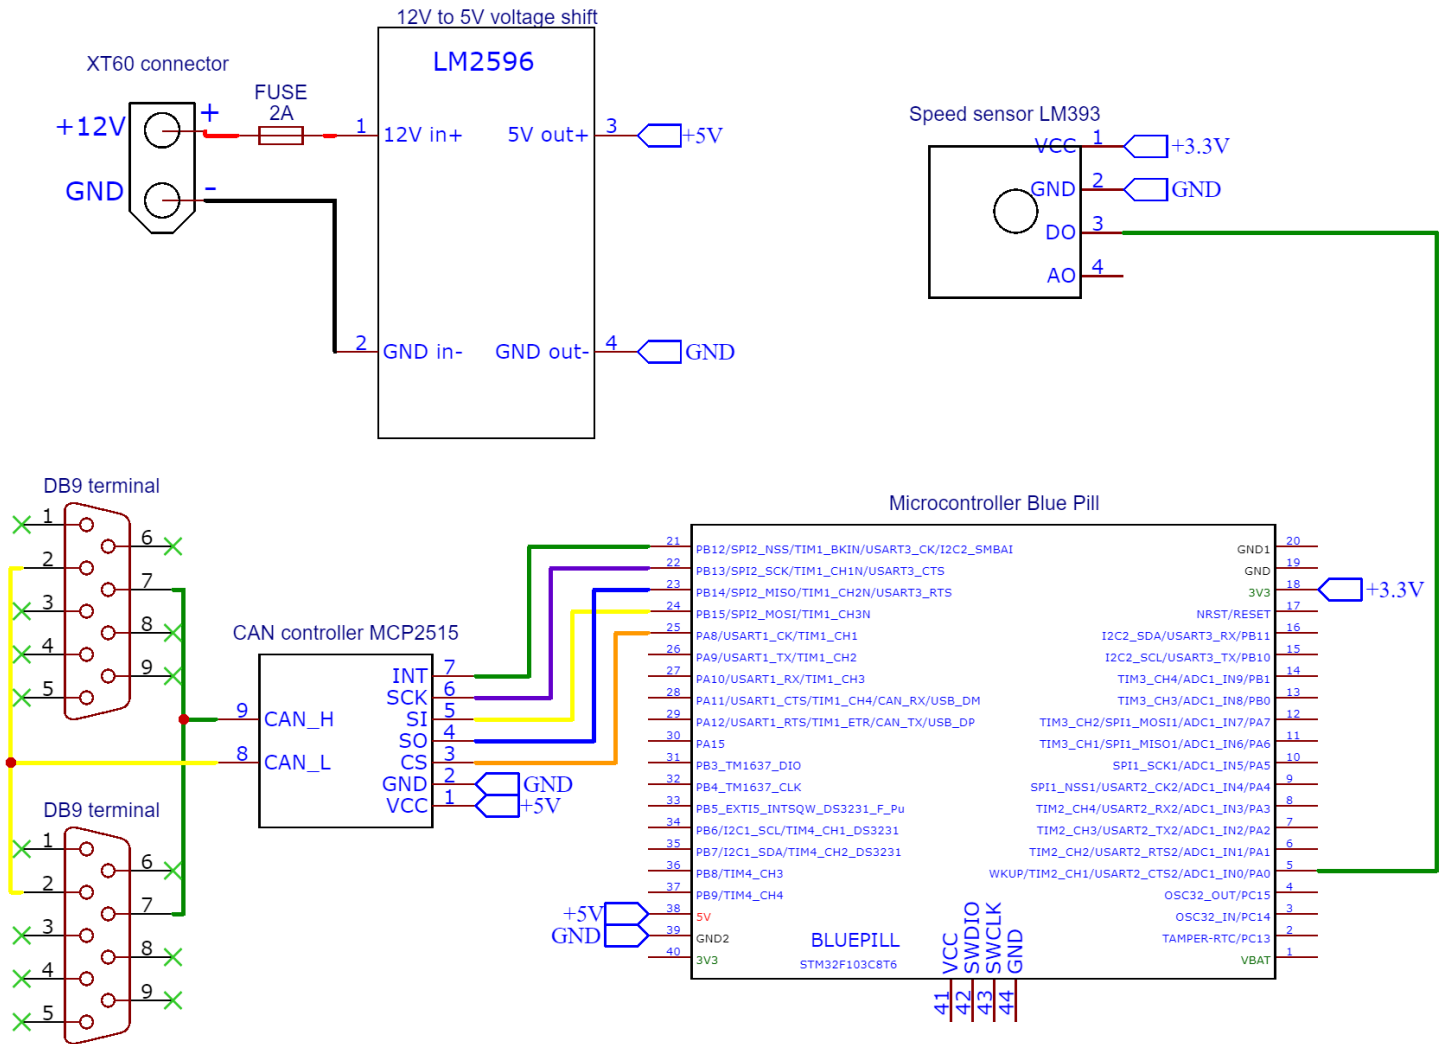 12V to 5V voltage shift
LM2596
XT60 connector
+12V
+
GND
-
FUSE
2A
1
12V in+
5V out+
3
+5V
2
GND in-
GND out-
4
GND
Speed sensor LM393
VCC
1
+3.3V
GND
2
GND
DO
3
AO
4
DB9 terminal
1
6
2
7
3
8
4
9
5
CAN controller MCP2515
INT
7
SCK
6
9
CAN_H
SI
5
SO
4
8
CAN_L
CS
3
GND
2
GND
VCC
1
+5V
DB9 terminal
1
6
2
7
3
8
4
9
5
Microcontroller Blue Pill
21
PB12/SPI2_NSS/TIM1_BKIN/USART3_CK/I2C2_SMBAI
22
PB13/SPI2_SCK/TIM1_CH1N/USART3_CTS
23
PB14/SPI2_MISO/TIM1_CH2N/USART3_RTS
24
PB15/SPI2_MOSI/TIM1_CH3N
25
PA8/USART1_CK/TIM1_CH1
26
PA9/USART1_TX/TIM1_CH2
27
PA10/USART1_RX/TIM1_CH3
28
PA11/USART1_CTS/TIM1_CH4/CAN_RX/USB_DM
29
PA12/USART1_RTS/TIM1_ETR/CAN_TX/USB_DP
30
PA15
31
PB3_TM1637_DIO
32
PB4_TM1637_CLK
33
PB5_EXTI5_INTSQW_DS3231_F_Pu
34
PB6/I2C1_SCL/TIM4_CH1_DS3231
35
PB7/I2C1_SDA/TIM4_CH2_DS3231
36
PB8/TIM4_CH3
37
PB9/TIM4_CH4
+5V
38
5V
GND
39
GND2
40
3V3
GND1
20
GND
19
3V3
18
+3.3V
NRST/RESET
17
I2C2_SDA/USART3_RX/PB11
16
I2C2_SCL/USART3_TX/PB10
15
TIM3_CH4/ADC1_IN9/PB1
14
TIM3_CH3/ADC1_IN8/PB0
13
TIM3_CH2/SPI1_MOSI1/ADC1_IN7/PA7
12
TIM3_CH1/SPI1_MISO1/ADC1_IN6/PA6
11
SPI1_SCK1/ADC1_IN5/PA5
10
SPI1_NSS1/USART2_CK2/ADC1_IN4/PA4
9
TIM2_CH4/USART2_RX2/ADC1_IN3/PA3
8
TIM2_CH3/USART2_TX2/ADC1_IN2/PA2
7
TIM2_CH2/USART2_RTS2/ADC1_IN1/PA1
6
WKUP/TIM2_CH1/USART2_CTS2/ADC1_IN0/PA0
5
OSC32_OUT/PC15
4
OSC32_IN/PC14
3
TAMPER-RTC/PC13
2
VBAT
1
BLUEPILL
STM32F103C8T6
VCC
SWDIO
SWCLK
GND
41
42
43
44